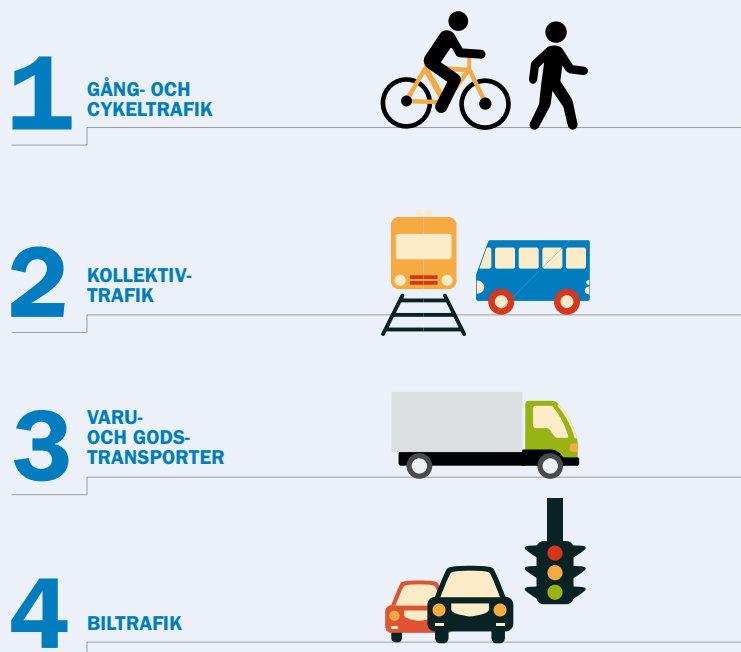 1
GÅNG- OCH
CYKELTRAFIK
2
KOLLEKTIV-
TRAFIK
3
VARU-
OCH GODS-
TRANSPORTER
4
BILTRAFIK